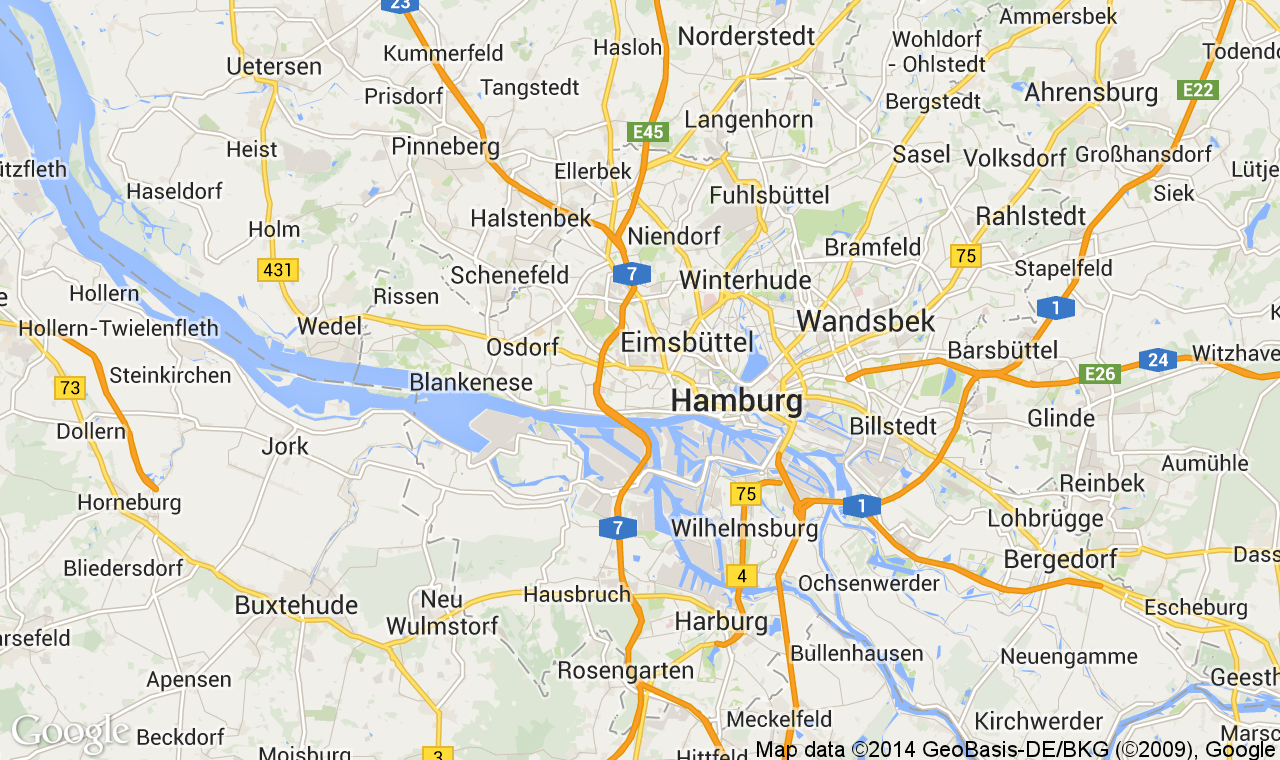 23
Ammersbek
Norderstedt
Wohldorf
- Ohlstedt
Hasloh
Kummerfeld
Todend
Uetersen
Tangstedt
E22
Prisdorf
Ahrensburg
Bergstedt
Langenhorn
E45
Pinneberg
Heist
Sasel
Volksdorf
Großhansdorf
ützfleth
Ellerbek
Lütje
Haseldorf
Fuhlsbüttel
Siek
Halstenbek
Rahlstedt
Holm
Niendorf
Bramfeld
75
431
Schenefeld
7
Winterhude
Stapelfeld
Hollern
Rissen
e
1
Hollern-Twielenfleth
Wedel
Wandsbek
K
Osdorf
Eimsbüttel
Barsbüttel
24
Witzhave
Steinkirchen
E26
73
Blankenese
Hamburg
Glinde
Dollern
Billstedt
Jork
Aumühle
Reinbek
75
Horneburg
1
Lohbrügge
7
Wilhelmsburg
Dass
Bergedorf
Bliedersdorf
4
Ochsenwerder
Hausbruch
Buxtehude
Neu
Wulmstorf
Escheburg
Harburg
arsefeld
Büllenhausen
Neuengamme
Rosengarten
Apensen
Geesth
Meckelfeld
Kirchwerder
Google
Beckdorf
Marsc
Moisburg
3
Hittfeld
Map data ©2014 GeoBasis-DE/BKG (©2009), Google